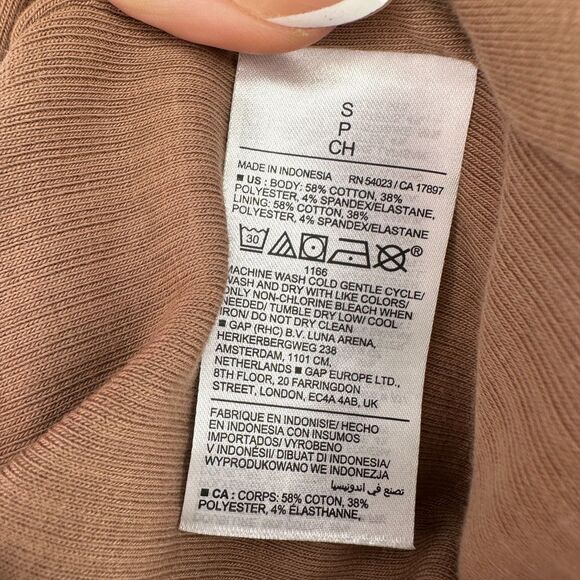 S
P
CH
MADE IN INDONESIA RN 54023 / CA 17897
■ US : BODY: 58% COTTON, 38%
POLYESTER, 4% SPANDEX/ELASTANE,
LINING: 58% COTTON, 38%
POLYESTER, 4% SPANDEX/ELASTANE
30 ®
1166
MACHINE WASH COLD GENTLE CYCLE/
WASH AND DRY WITH LIKE COLORS/
ONLY NON-CHLORINE BLEACH WHEN
NEEDED/ TUMBLE DRY LOW/ COOL
IRON/ DO NOT DRY CLEAN
■ GAP (RHC) B.V. LUNA ARENA,
HERIKERBERGWEG 238
AMSTERDAM, 1101 CM,
NETHERLANDS ■ GAP EUROPE LTD.,
8TH FLOOR, 20 FARRINGDON
STREET, LONDON, EC4A 4AB, UK
FABRIQUE EN INDONISIE/ HECHO
EN INDONESIA CON INSUMOS
IMPORTADOS/ VYROBENO
V INDONESII/ DIBUAT DI INDONESIA/
WYPRODUKOWANO WE INDONEZJA
تصنع في اندونيسيا
■ CA : CORPS: 58% COTON, 38%
POLYESTER, 4% ÉLASTHANNE,